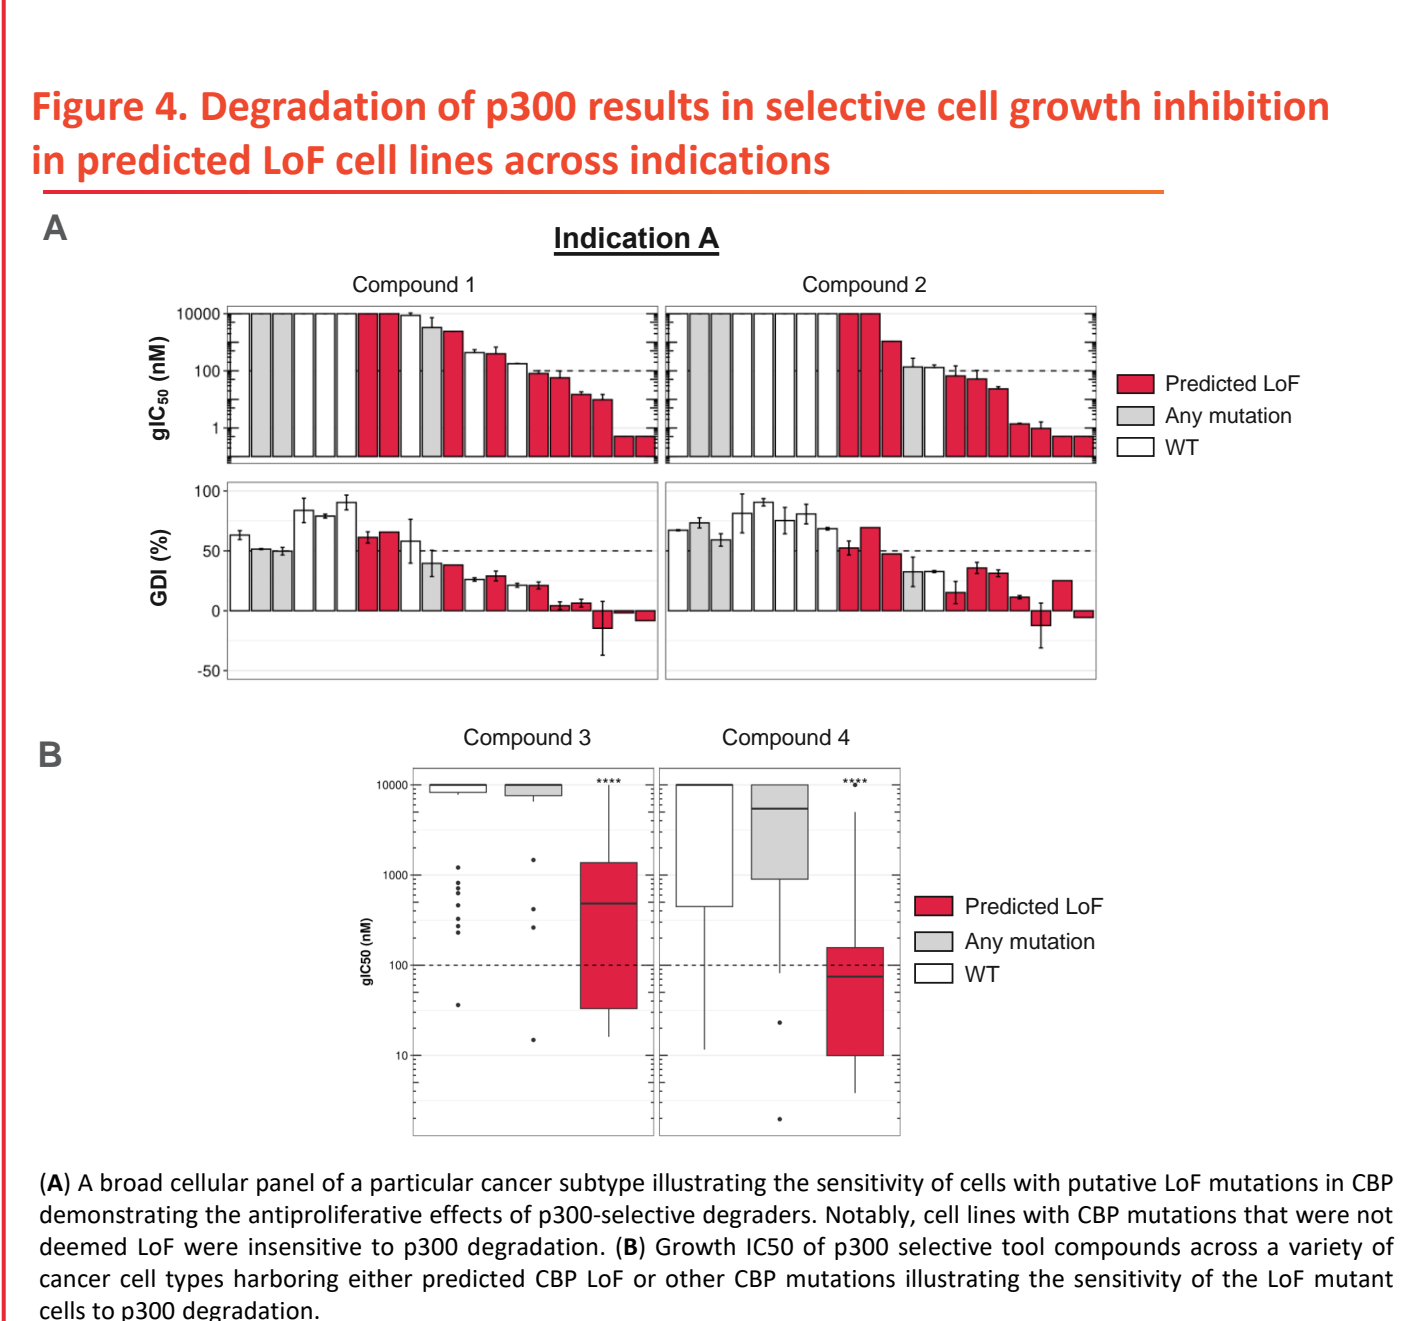 Figure 4. Degradation of p300 results in selective cell growth inhibition
in predicted LoF cell lines across indications
A
Indication A
Compound 1
Compound 2
10000
100
1
gIC50 (nM)
Predicted LoF
Any mutation
WT
100
50
0
-50
GDI (%)
B
Compound 3
Compound 4
10000
1000
100
10
gIC50 (nM)
****
****
Predicted LoF
Any mutation
WT
(A) A broad cellular panel of a particular cancer subtype illustrating the sensitivity of cells with putative LoF mutations in CBP
demonstrating the antiproliferative effects of p300-selective degraders. Notably, cell lines with CBP mutations that were not
deemed LoF were insensitive to p300 degradation. (B) Growth IC50 of p300 selective tool compounds across a variety of
cancer cell types harboring either predicted CBP LoF or other CBP mutations illustrating the sensitivity of the LoF mutant
cells to p300 degradation.